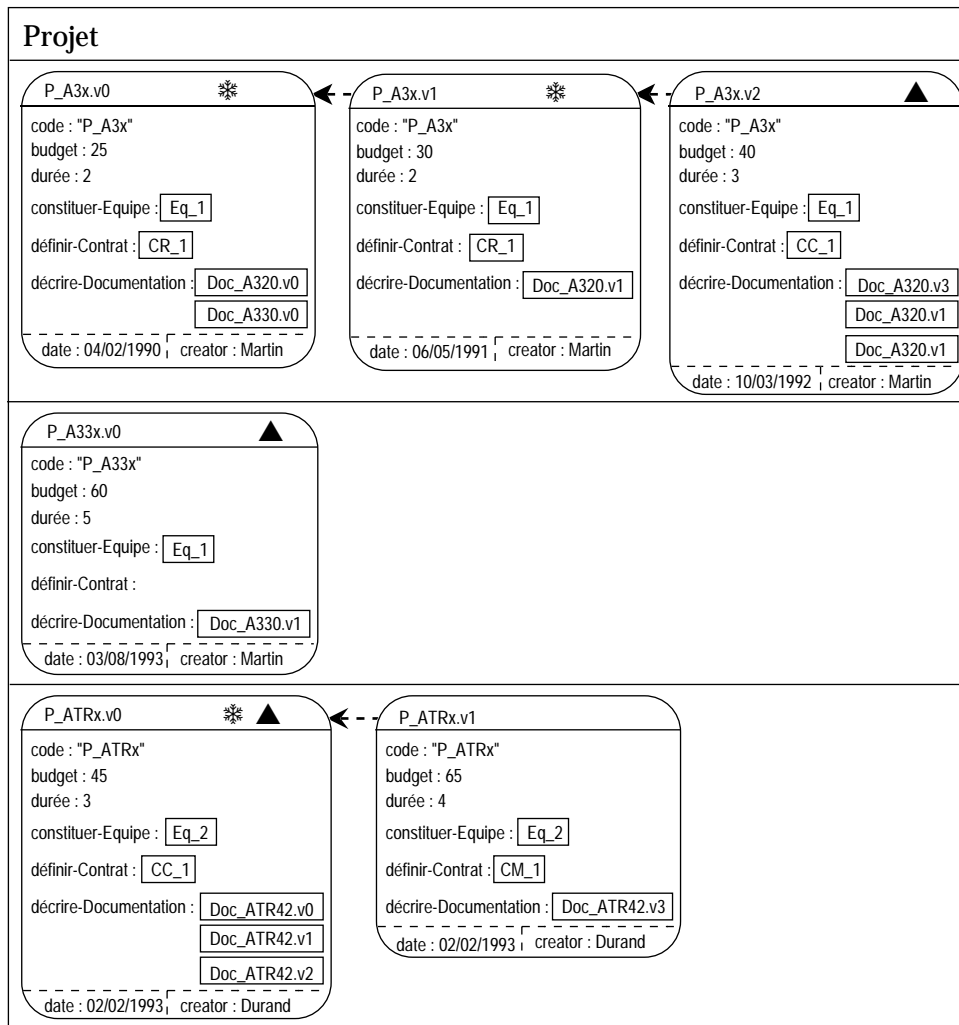 Projet
P_A3x.v0
code : "P_A3x"
budget : 25
durée : 2
constituer-Equipe : Eq_1
définir-Contrat : CR_1
décrire-Documentation : Doc_A320.v0
Doc_A330.v0
date : 04/02/1990 creator : Martin
P_A3x.v1
code : "P_A3x"
budget : 30
durée : 2
constituer-Equipe : Eq_1
définir-Contrat : CR_1
décrire-Documentation : Doc_A320.v1
date : 06/05/1991 creator : Martin
P_A3x.v2
code : "P_A3x"
budget : 40
durée : 3
constituer-Equipe : Eq_1
définir-Contrat : CC_1
décrire-Documentation : Doc_A320.v3
Doc_A320.v1
Doc_A320.v1
date : 10/03/1992 creator : Martin
P_A33x.v0
code : "P_A33x"
budget : 60
durée : 5
constituer-Equipe : Eq_1
définir-Contrat :
décrire-Documentation : Doc_A330.v1
date : 03/08/1993 creator : Martin
P_ATRx.v0
code : "P_ATRx"
budget : 45
durée : 3
constituer-Equipe : Eq_2
définir-Contrat : CC_1
décrire-Documentation : Doc_ATR42.v0
Doc_ATR42.v1
Doc_ATR42.v2
date : 02/02/1993 creator : Durand
P_ATRx.v1
code : "P_ATRx"
budget : 65
durée : 4
constituer-Equipe : Eq_2
définir-Contrat : CM_1
décrire-Documentation : Doc_ATR42.v3
date : 02/02/1993 creator : Durand